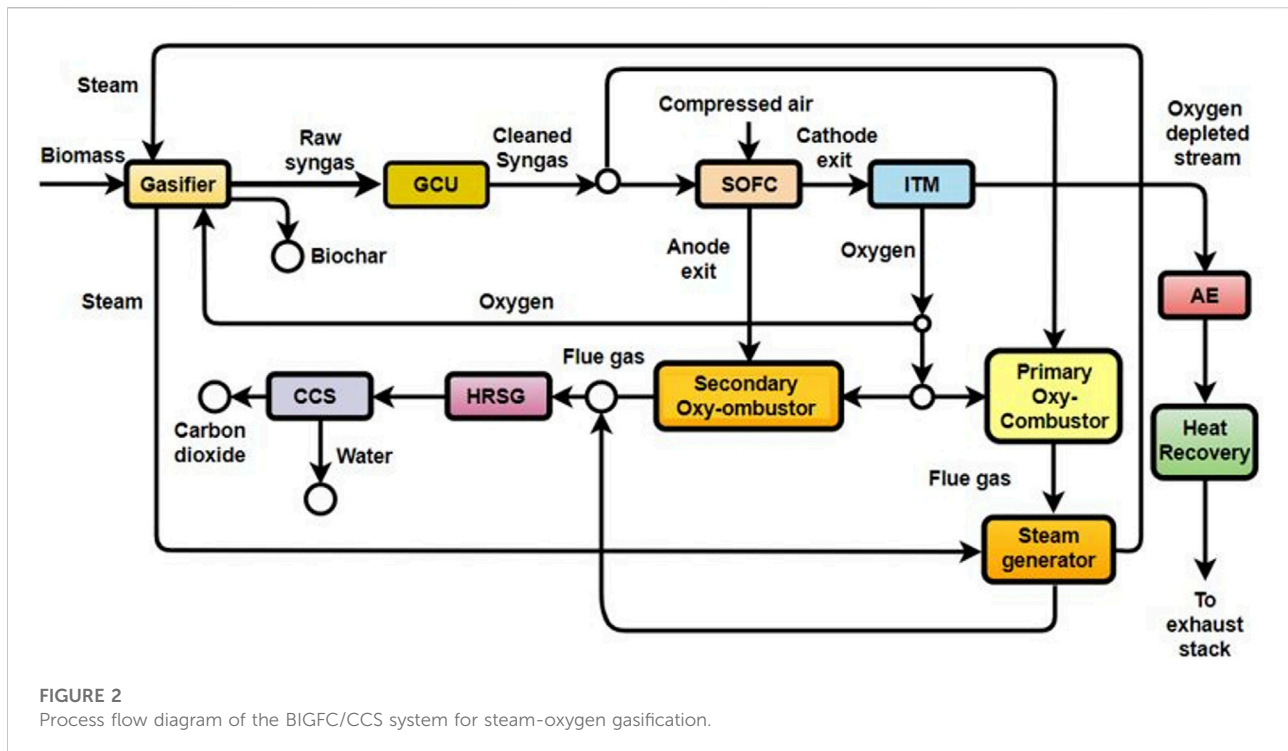 Steam
Compressed air
Oxygen
depleted
stream
Biomass
Raw
syngas
Cleaned
Syngas
Cathode
exit
Gasifier
GCU
SOFC
ITM
Biochar
Anode
exit
Oxygen
Steam
Oxygen
AE
Flue gas
CCS
HRSG
Secondary
Oxy-ombustor
Primary
Oxy-
Combustor
Heat
Recovery
Carbon
dioxide
Water
Flue gas
Steam
generator
To
exhaust
stack
FIGURE 2
Process flow diagram of the BIGFC/CCS system for steam-oxygen gasification.